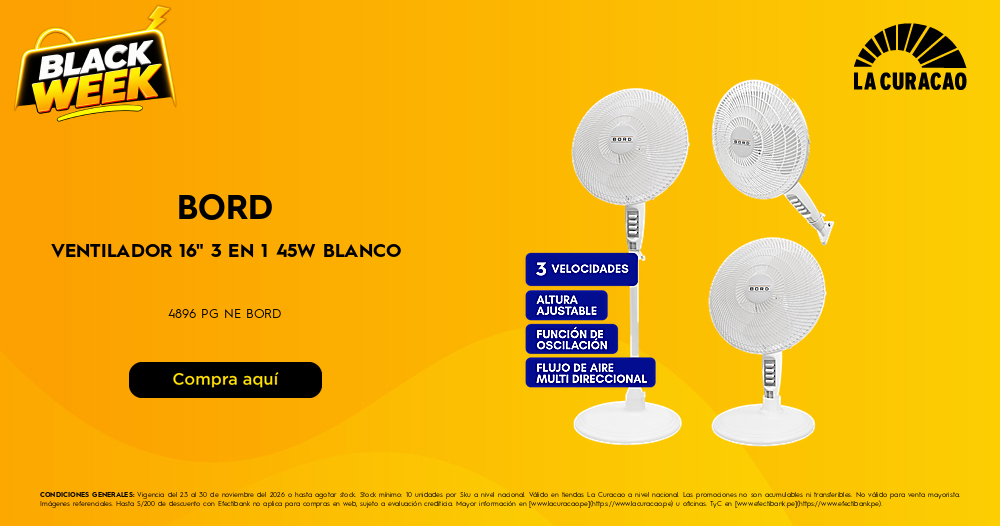 BLACK
WEEK
LA CURACAO
BORD
VENTILADOR 16" 3 EN 1 45W BLANCO
4896 PG NE BORD
Compra aquí
BORD
BORD
BORD
3 VELOCIDADES
ALTURA
AJUSTABLE
FUNCIÓN DE
OSCILACIÓN
FLUJO DE AIRE
MULTI DIRECCIONAL
CONDICIONES GENERALES: Vigencia del 23 al 30 de noviembre del 2026 o hasta agotar stock. Stock mínimo: 10 unidades por Sku a nivel nacional. Válido en tiendas La Curacao a nivel nacional. Las promociones no son acumulables ni transferibles. No válido para venta mayorista.
Imágenes referenciales. Hasta S/200 de descuento con Efectibank no aplica para compras en web, sujeto a evaluación crediticia. Mayor información en [www.lacuracao.pe](https://www.lacuracao.pe) u oficinas. TyC en [www.efectibank.pe](https://www.efectibank.pe).